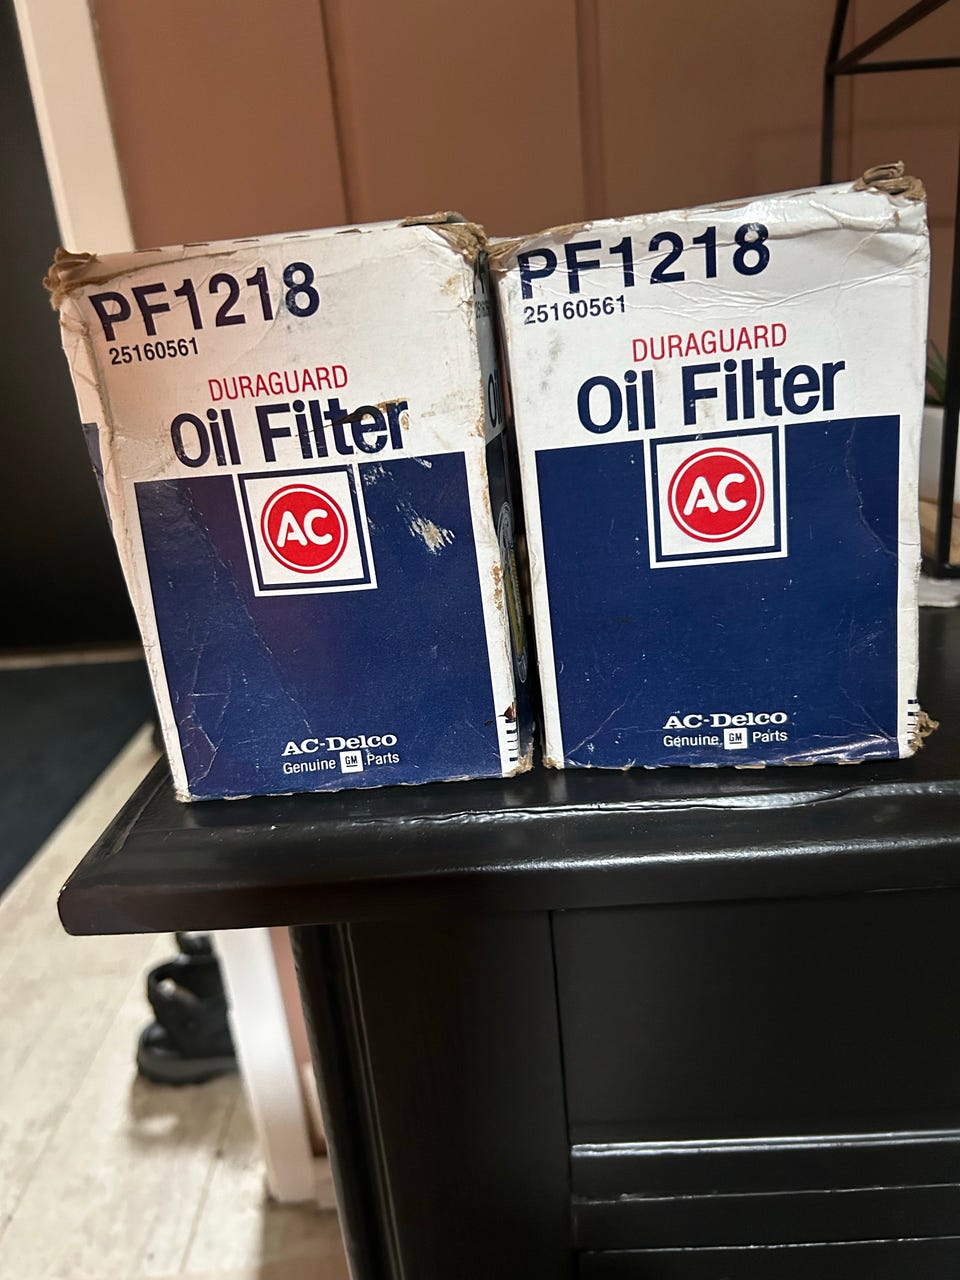 PF1218
25160561
DURAGUARD
Oil Filter
AC
AC-Delco
Genuine GM Parts
PF1218
25160561
DURAGUARD
Oil Filter
AC
AC-Delco
Genuine GM Parts